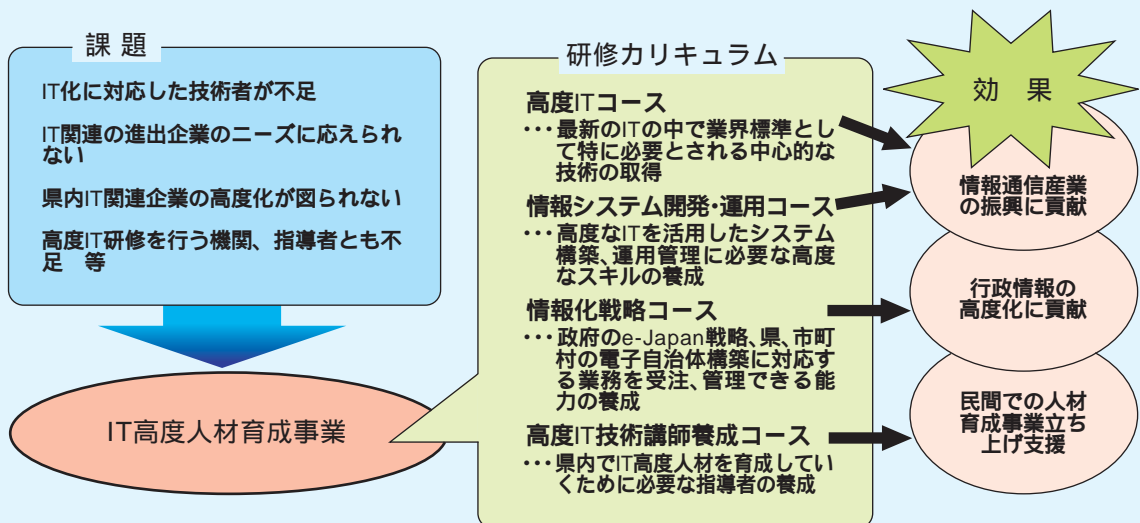 課 題
IT化に対応した技術者が不足
IT関連の進出企業のニーズに応えられ
ない
県内IT関連企業の高度化が図られない
高度IT研修を行う機関、指導者とも不
足 等
IT高度人材育成事業
研修カリキュラム
高度ITコース
・・・最新のITの中で業界標準とし
て特に必要とされる中心的な
技術の取得
情報システム開発・運用コース
・・・高度なITを活用したシステム
構築、運用管理に必要な高度
なスキルの養成
情報化戦略コース
・・・政府のe-Japan戦略、県、市町
村の電子自治体構築に対応す
る業務を受注、管理できる能
力の養成
高度IT技術講師養成コース
・・・県内でIT高度人材を育成してい
くために必要な指導者の養成
効 果
情報通信産業
の振興に貢献
行政情報の
高度化に貢献
民間での人材
育成事業立ち
上げ支援